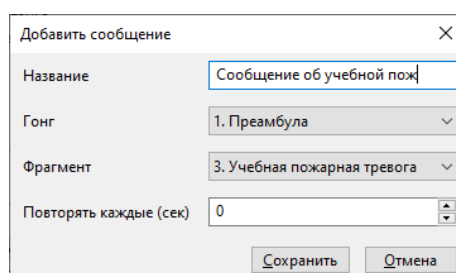 Добавить сообщение
Название Сообщение об учебной пож
Гонг 1. Преамбула
Фрагмент 3. Учебная пожарная тревога
Повторять каждые (сек) 0
Сохранить Отмена